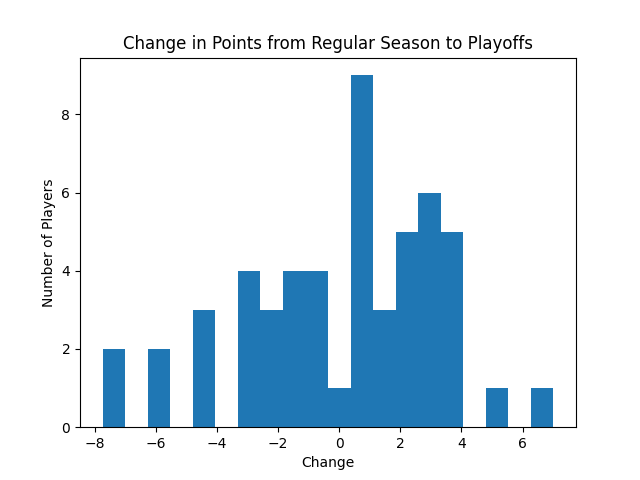 Change in Points from Regular Season to Playoffs
8
6
4
2
0
Number of Players
−8 −6 −4 −2 0 2 4 6
Change